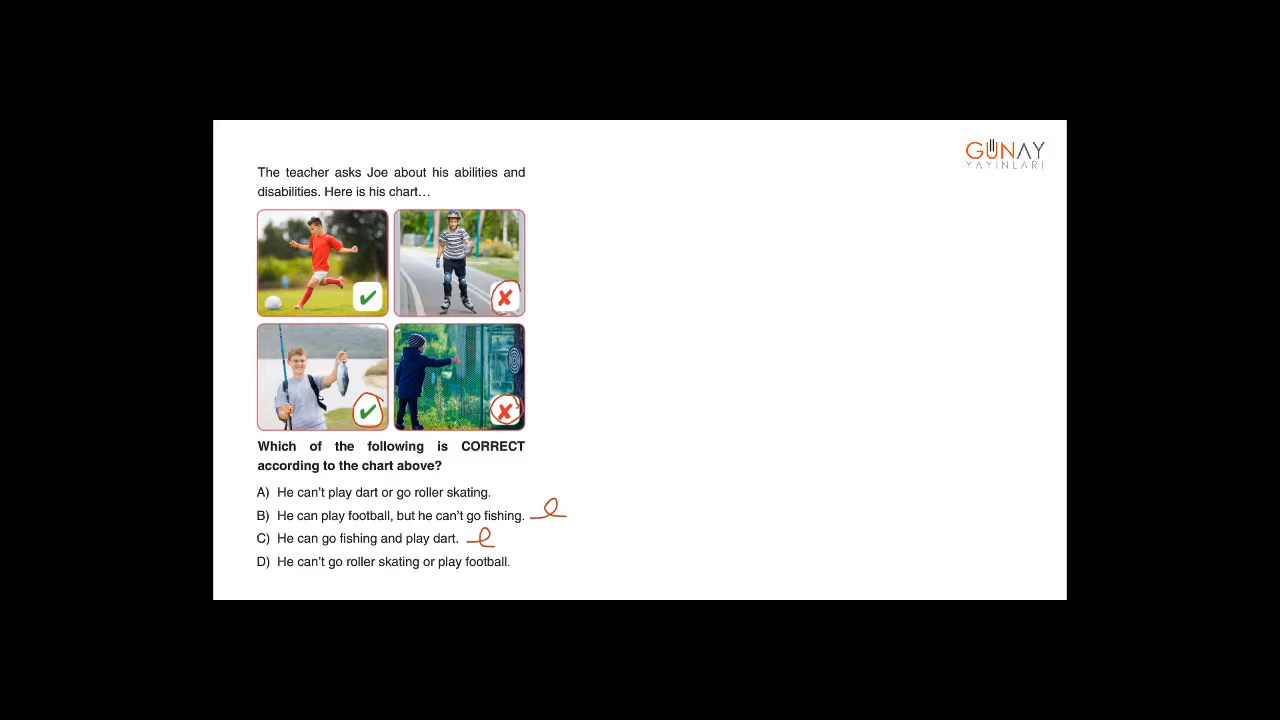 GÜNAY
YAYINLARI
The teacher asks Joe about his abilities and
disabilities. Here is his chart…
Which of the following is CORRECT
according to the chart above?
A) He can't play dart or go roller skating.
B) He can play football, but he can't go fishing.
C) He can go fishing and play dart.
D) He can't go roller skating or play football.